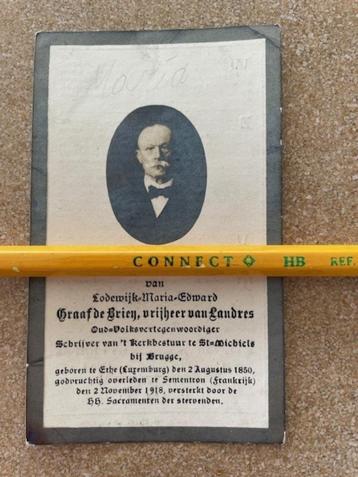 Maria
CONNECT HB REF.
van
Lodewijk-Maria-Edward
Graaf de Briey, vrijheer van Landres
Oud-Volksvertegenwoordiger
Schrijver van 't Kerkbestuur te St-Michiels
bij Brugge,
geboren te Ethe (Luxemburg) den 2 Augustus 1850,
godvruchtig overleden te Sementron (Frankrijk)
den 2 November 1918, versterkt door de
HH. Sacramenten der stervenden.